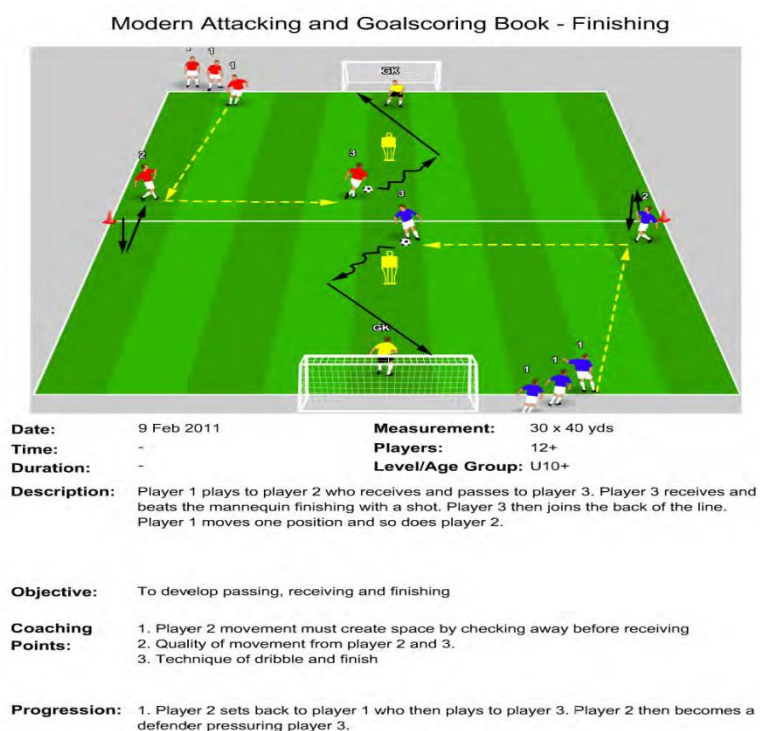 Modern Attacking and Goalscoring Book - Finishing
1 1 1
GK
2
3
3
2
GK
1
1
1
Date: 9 Feb 2011 Measurement: 30 x 40 yds
Time: - Players: 12+
Duration: - Level/Age Group: U10+
Description: Player 1 plays to player 2 who receives and passes to player 3. Player 3 receives and
beats the mannequin finishing with a shot. Player 3 then joins the back of the line.
Player 1 moves one position and so does player 2.
Objective: To develop passing, receiving and finishing
Coaching Points: 1. Player 2 movement must create space by checking away before receiving
2. Quality of movement from player 2 and 3.
3. Technique of dribble and finish
Progression: 1. Player 2 sets back to player 1 who then plays to player 3. Player 2 then becomes a
defender pressuring player 3.